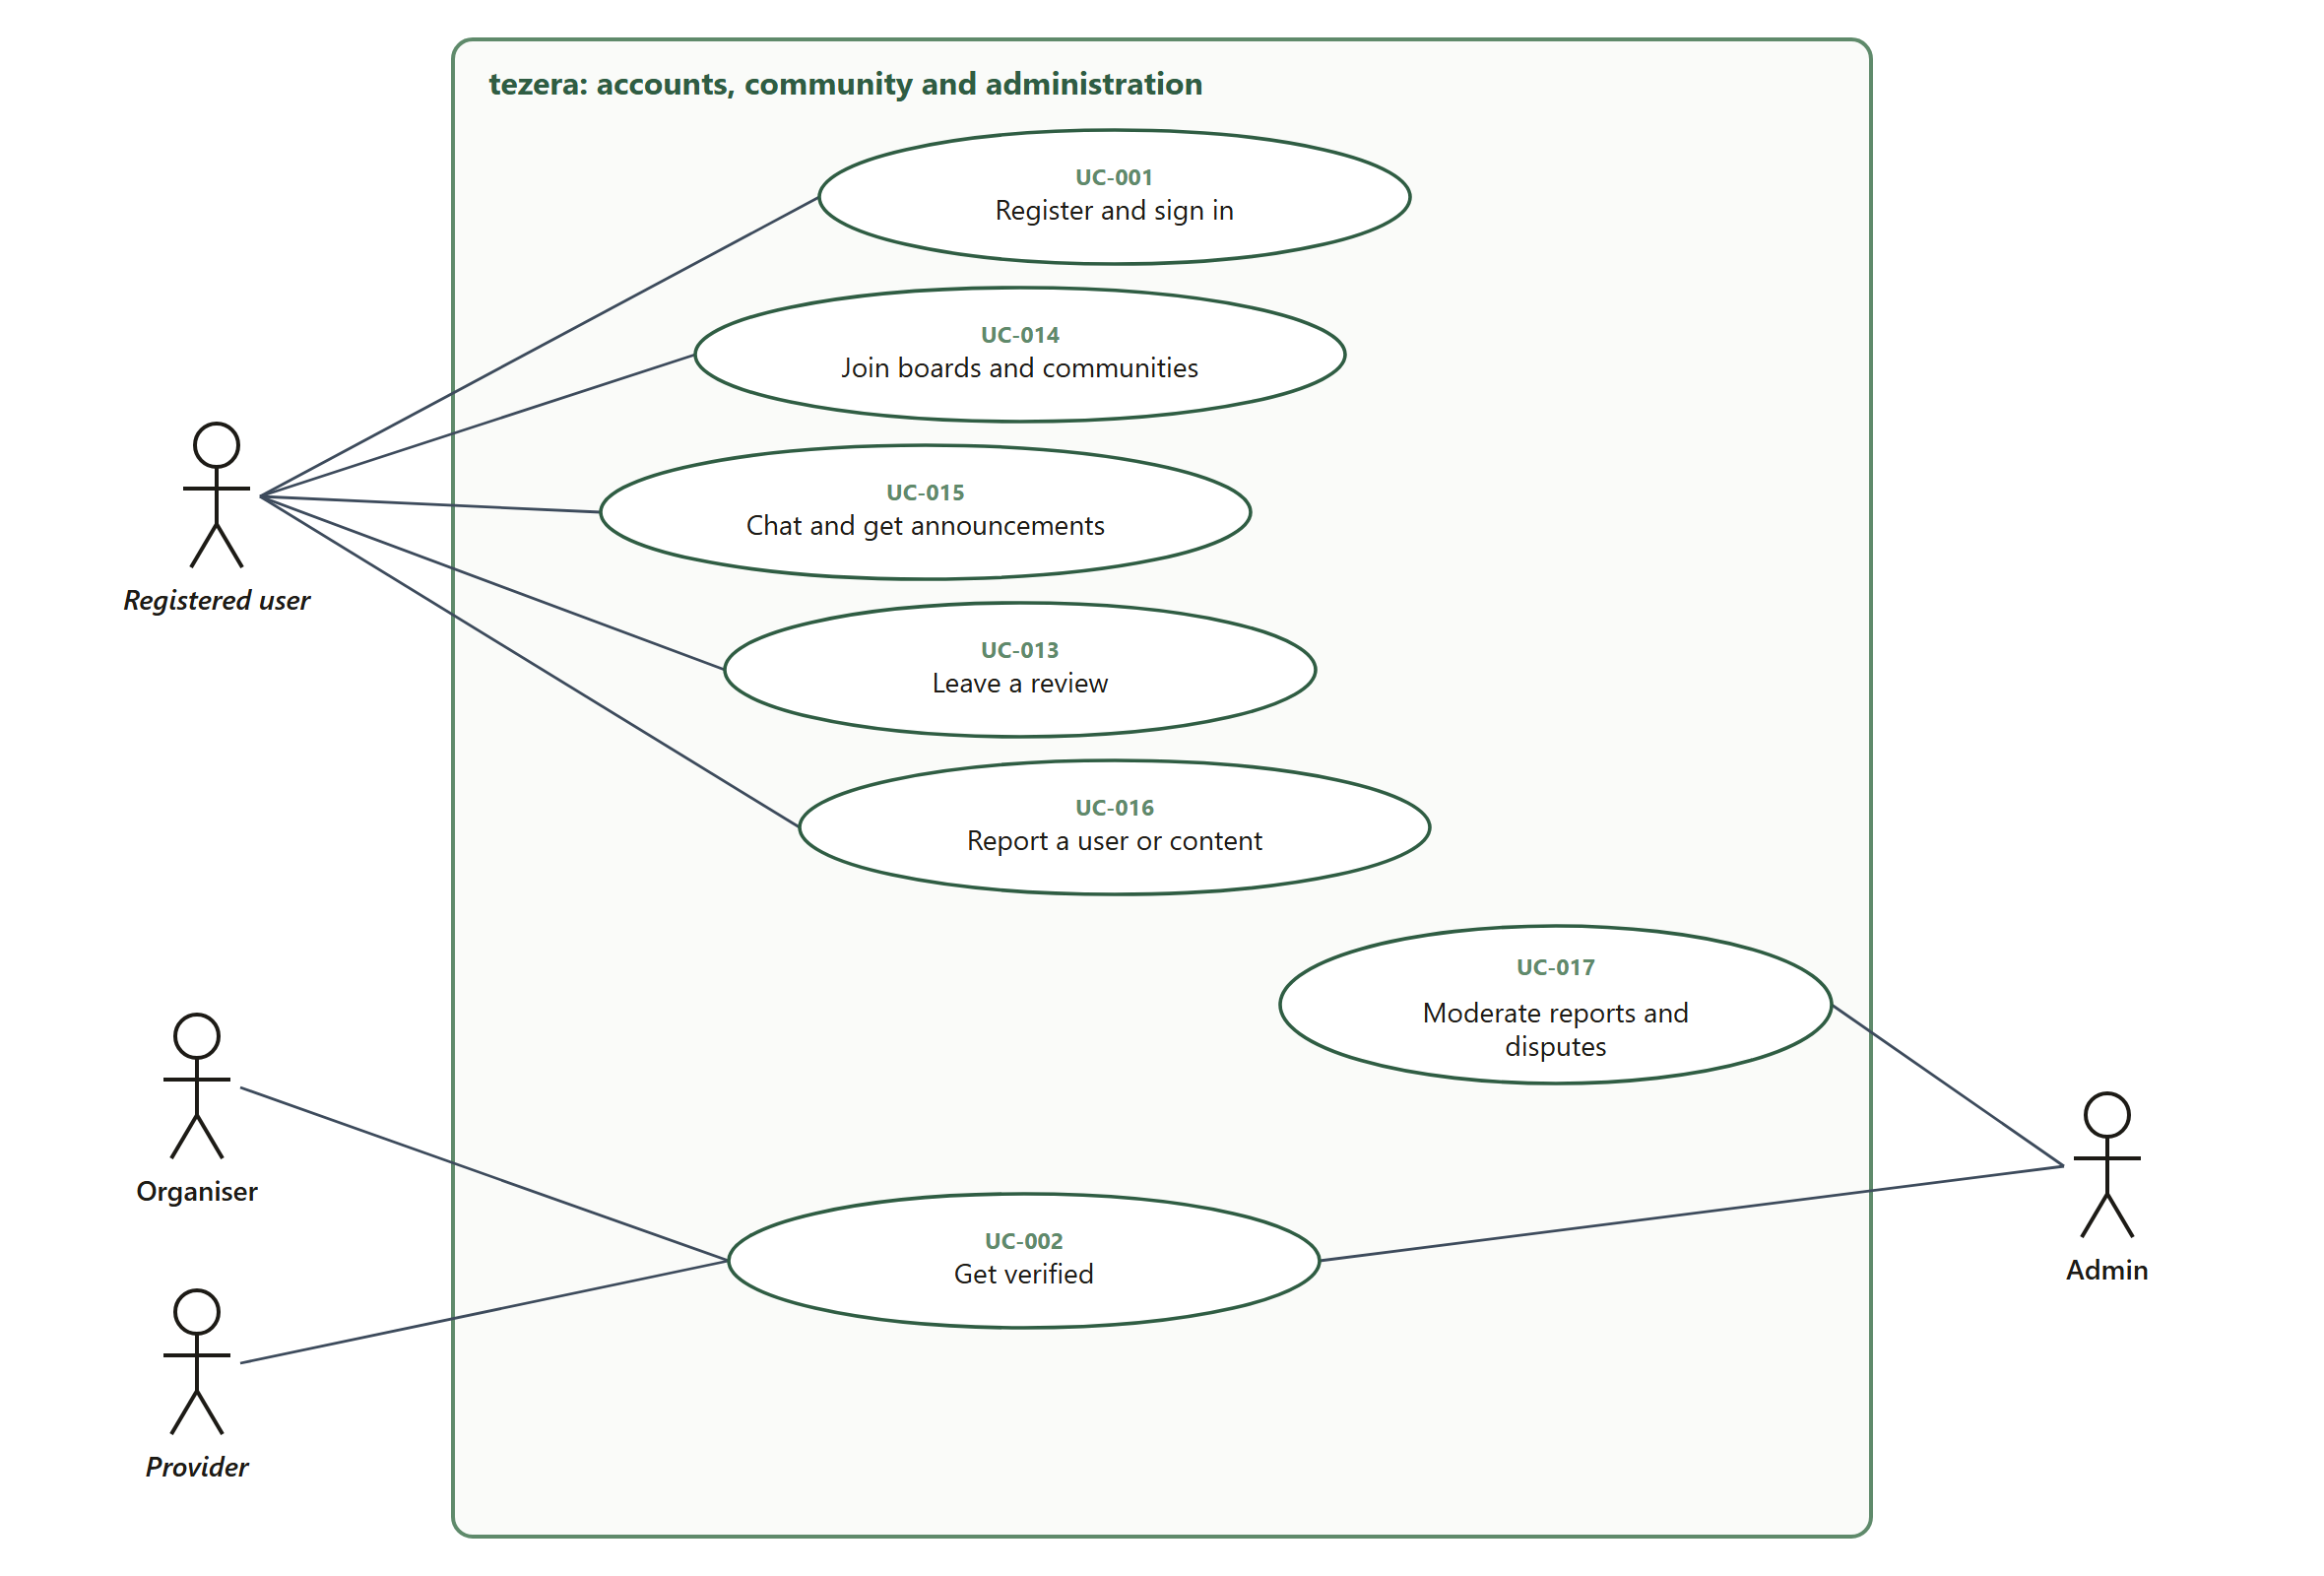 tezera: accounts, community and administration
UC-001
Register and sign in
UC-014
Join boards and communities
UC-015
Chat and get announcements
Registered user
UC-013
Leave a review
UC-016
Report a user or content
UC-017
Moderate reports and
disputes
Organiser
UC-002
Get verified
Admin
Provider